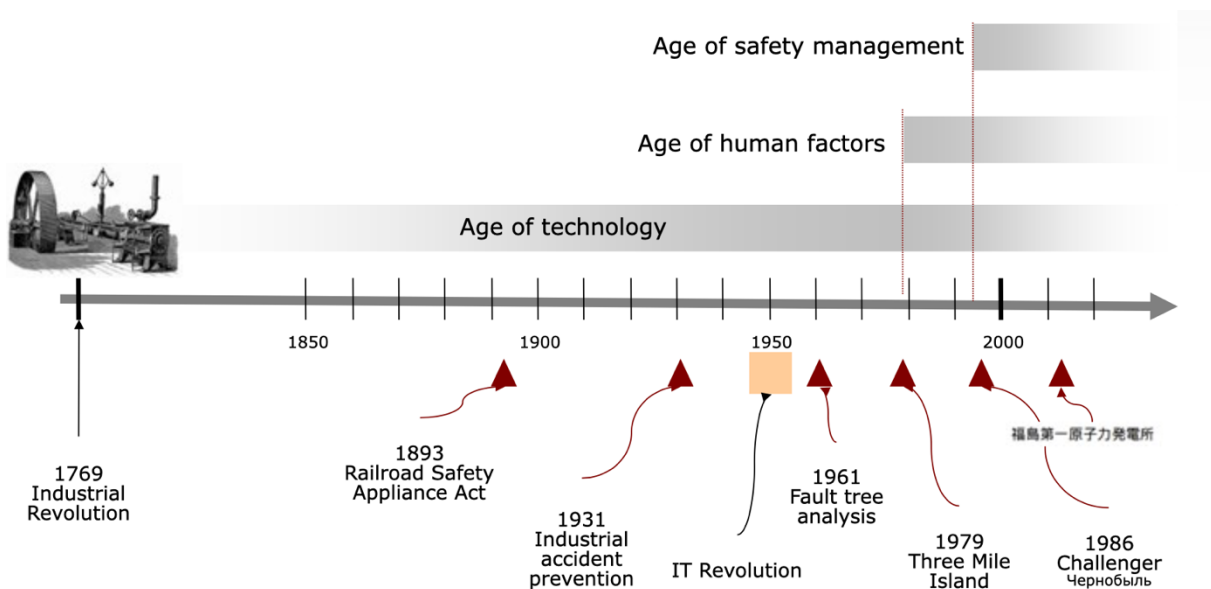 Age of safety management
Age of human factors
Age of technology
1850
1900
1950
2000
福島第一原子力発電所
1769
Industrial
Revolution
1893
Railroad Safety
Appliance Act
1931
Industrial
accident
prevention
IT Revolution
1961
Fault tree
analysis
1979
Three Mile
Island
1986
Challenger
Чернобыль